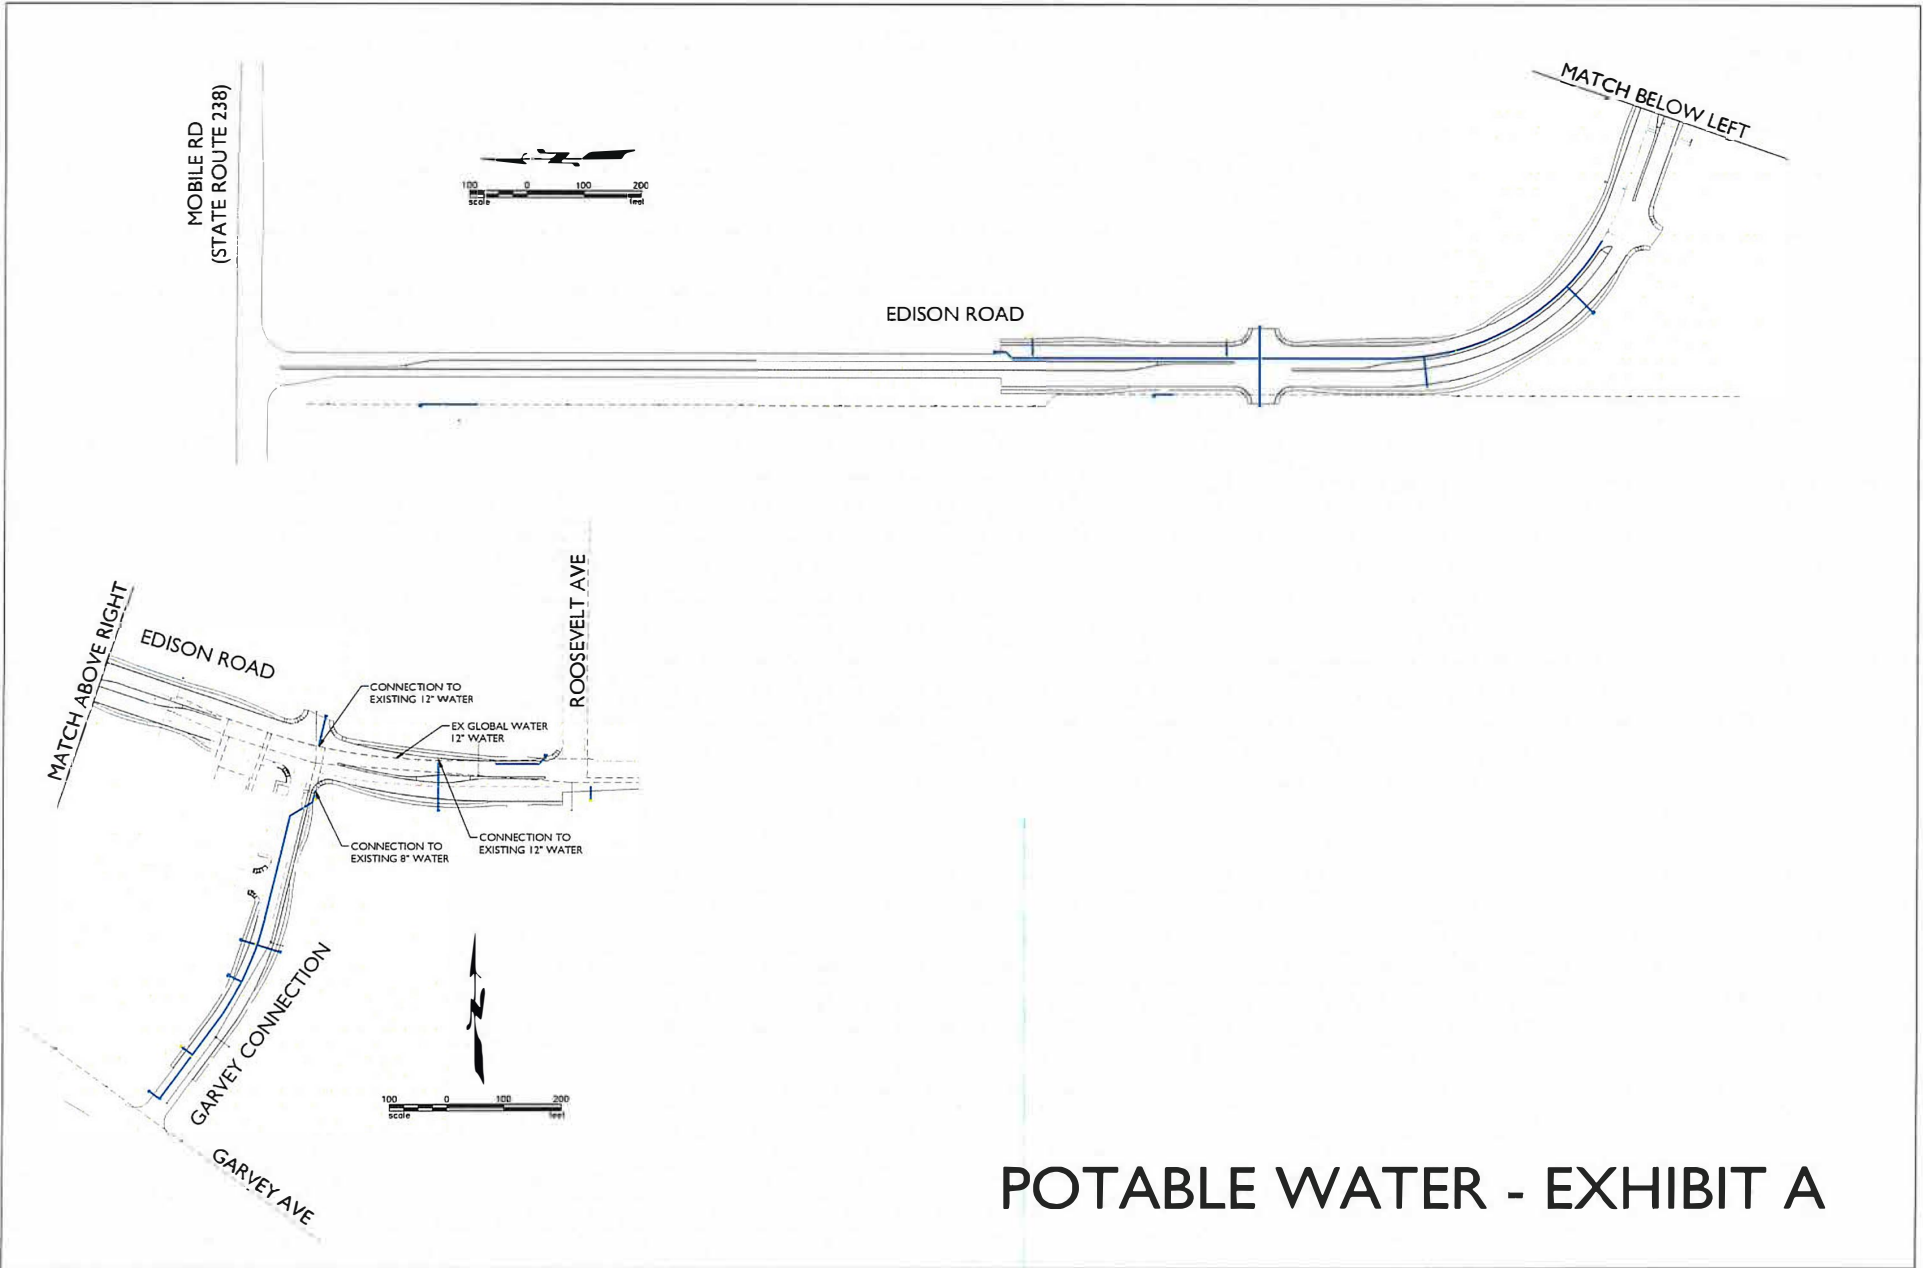 MATCH BELOW LEFT
MOBILE RD
(STATE ROUTE 238)
N
100 0 100 200
scale feet
EDISON ROAD
MATCH ABOVE RIGHT
EDISON ROAD
ROOSEVELT AVE
CONNECTION TO
EXISTING 12" WATER
EX GLOBAL WATER
12" WATER
CONNECTION TO
EXISTING 12" WATER
CONNECTION TO
EXISTING 8" WATER
GARVEY CONNECTION
N
100 0 100 200
scale feet
GARVEY AVE
POTABLE WATER - EXHIBIT A